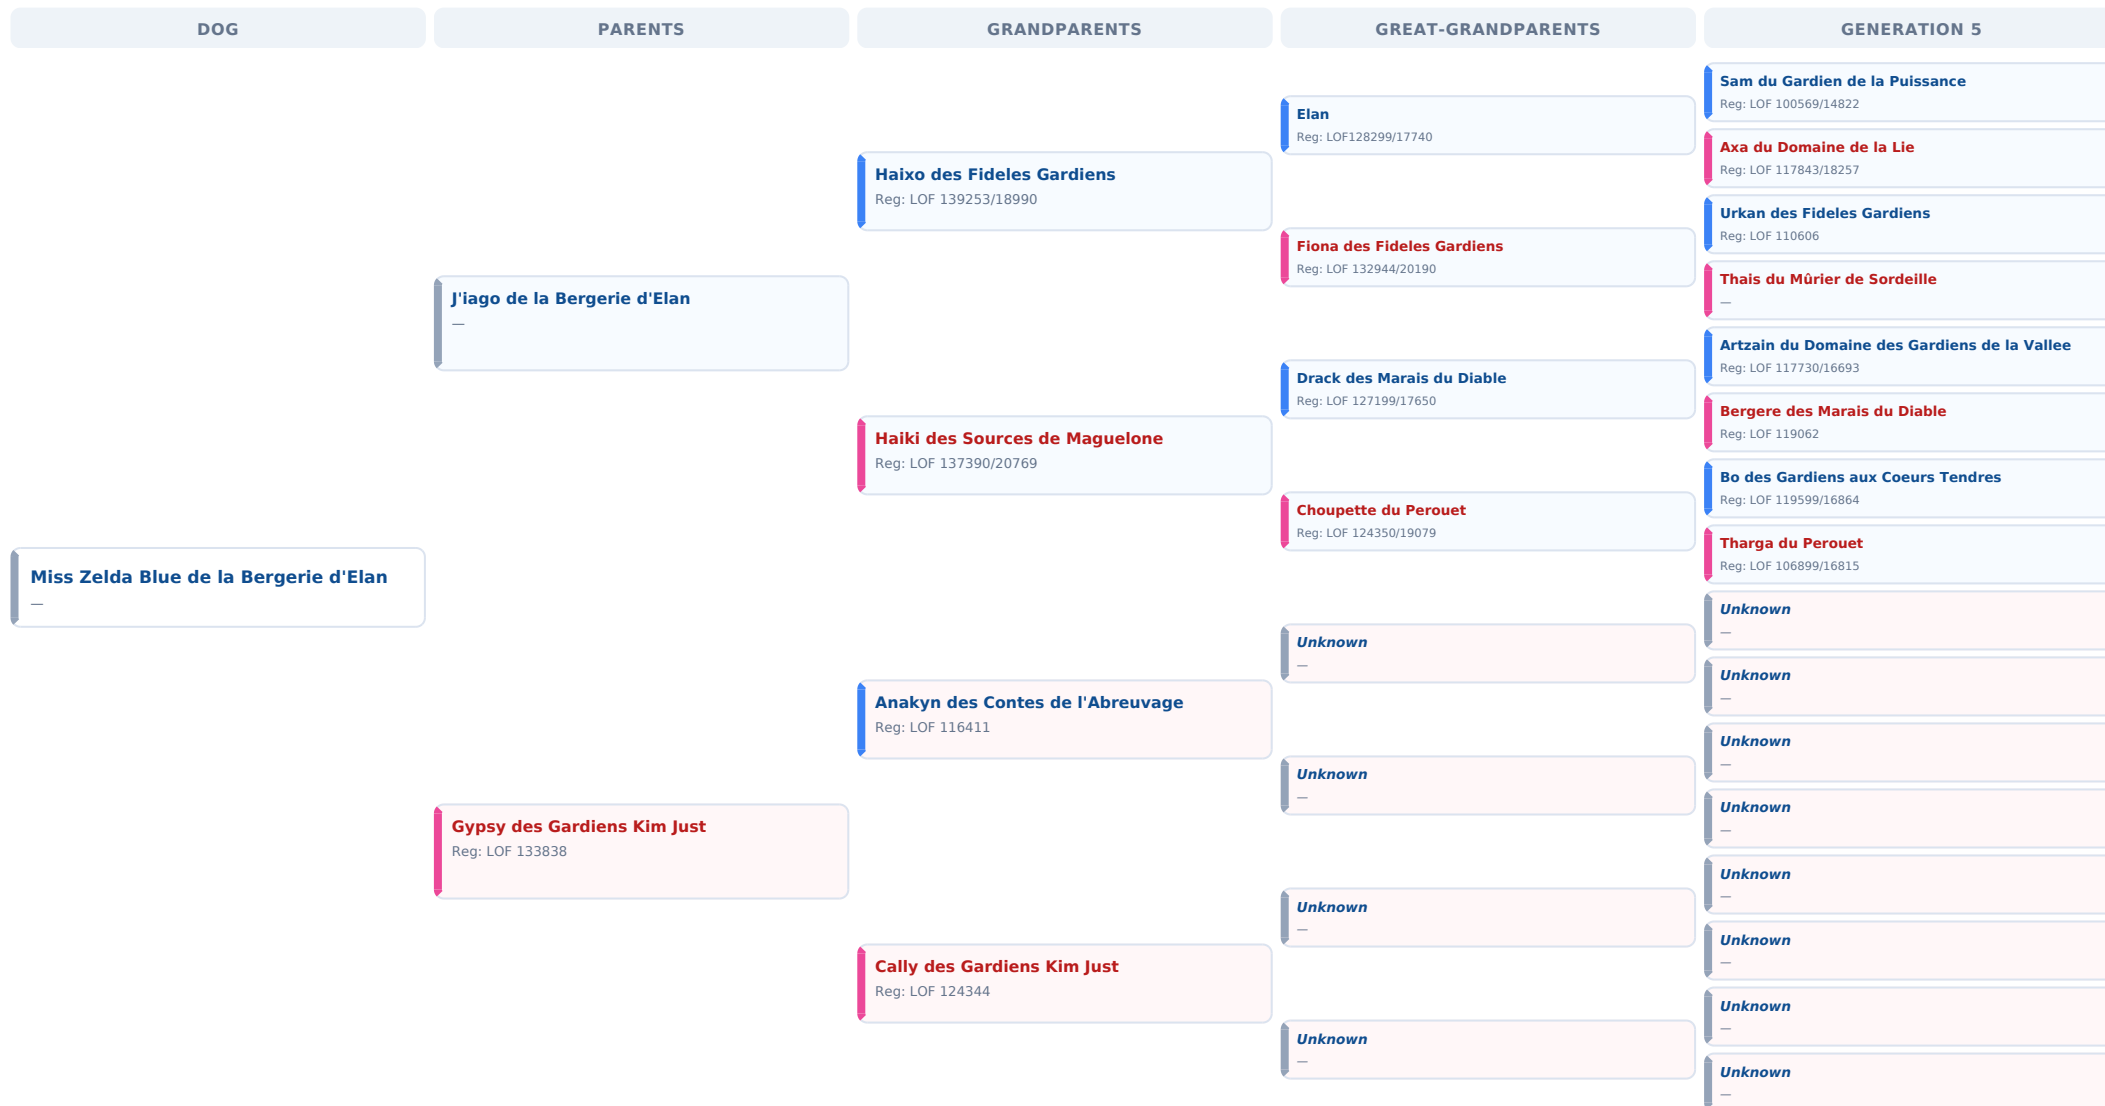 DOG
PARENTS
GRANDPARENTS
GREAT-GRANDPARENTS
GENERATION 5
Miss Zelda Blue de la Bergerie d'Elan
—
J'iago de la Bergerie d'Elan
—
Gypsy des Gardiens Kim Just
Reg: LOF 133838
Haixo des Fideles Gardiens
Reg: LOF 139253/18990
Haiki des Sources de Maguelone
Reg: LOF 137390/20769
Anakyn des Contes de l'Abreuvage
Reg: LOF 116411
Cally des Gardiens Kim Just
Reg: LOF 124344
Elan
Reg: LOF128299/17740
Fiona des Fideles Gardiens
Reg: LOF 132944/20190
Drack des Marais du Diable
Reg: LOF 127199/17650
Choupette du Perouet
Reg: LOF 124350/19079
Unknown
—
Unknown
—
Unknown
—
Unknown
—
Sam du Gardien de la Puissance
Reg: LOF 100569/14822
Axa du Domaine de la Lie
Reg: LOF 117843/18257
Urkan des Fideles Gardiens
Reg: LOF 110606
Thais du Mûrier de Sordeille
—
Artzain du Domaine des Gardiens de la Vallee
Reg: LOF 117730/16693
Bergere des Marais du Diable
Reg: LOF 119062
Bo des Gardiens aux Coeurs Tendres
Reg: LOF 119599/16864
Tharga du Perouet
Reg: LOF 106899/16815
Unknown
—
Unknown
—
Unknown
—
Unknown
—
Unknown
—
Unknown
—
Unknown
—
Unknown
—